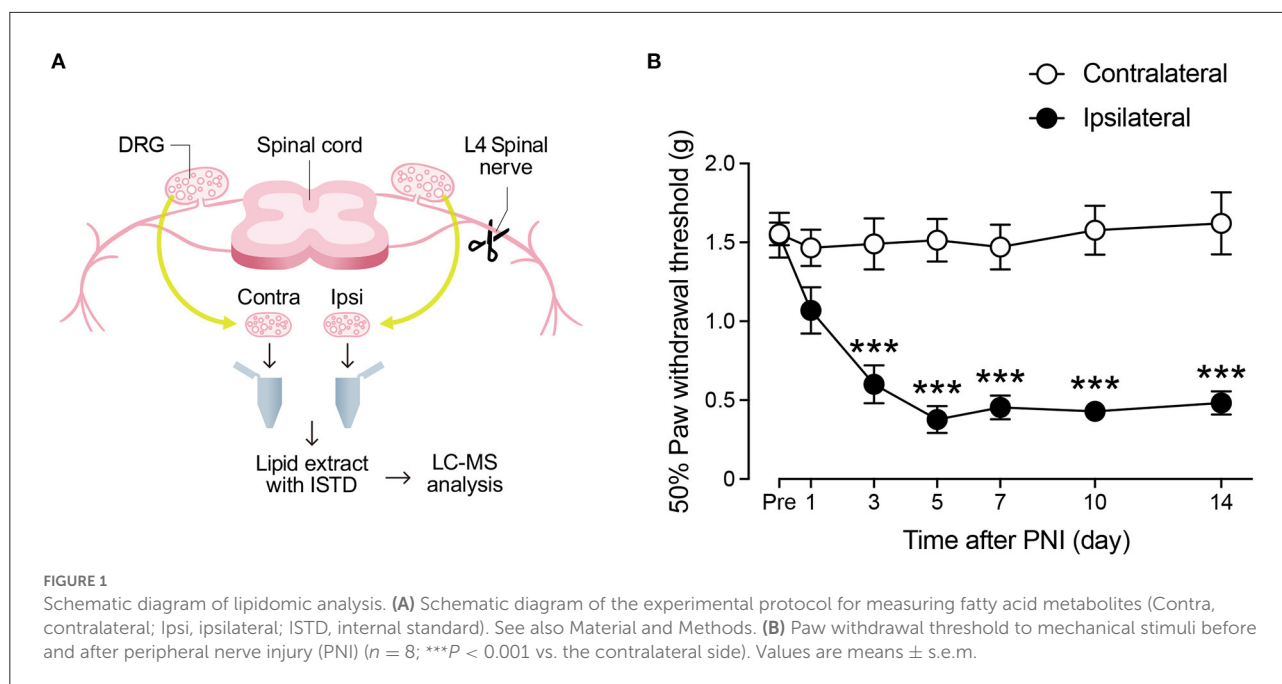 A
DRG
Spinal cord
L4 Spinal
nerve
Contra
Ipsi
Lipid extract
with ISTD
LC-MS
analysis
B
Contralateral
Ipsilateral
50% Paw withdrawal threshold (g)
2.0
1.5
1.0
0.5
0
***
***
***
***
***
Pre 1 3 5 7 10 14
Time after PNI (day)
FIGURE 1
Schematic diagram of lipidomic analysis. (A) Schematic diagram of the experimental protocol for measuring fatty acid metabolites (Contra,
contralateral; Ipsi, ipsilateral; ISTD, internal standard). See also Material and Methods. (B) Paw withdrawal threshold to mechanical stimuli before
and after peripheral nerve injury (PNI) (n = 8; ***P < 0.001 vs. the contralateral side). Values are means ± s.e.m.